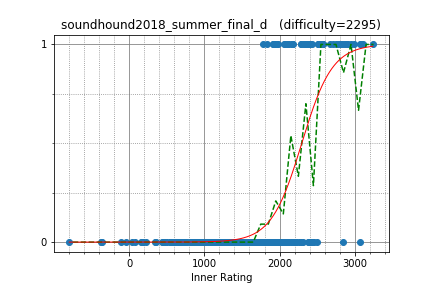 soundhound2018_summer_final_d (difficulty=2295)
1
0
0 1000 2000 3000
Inner Rating